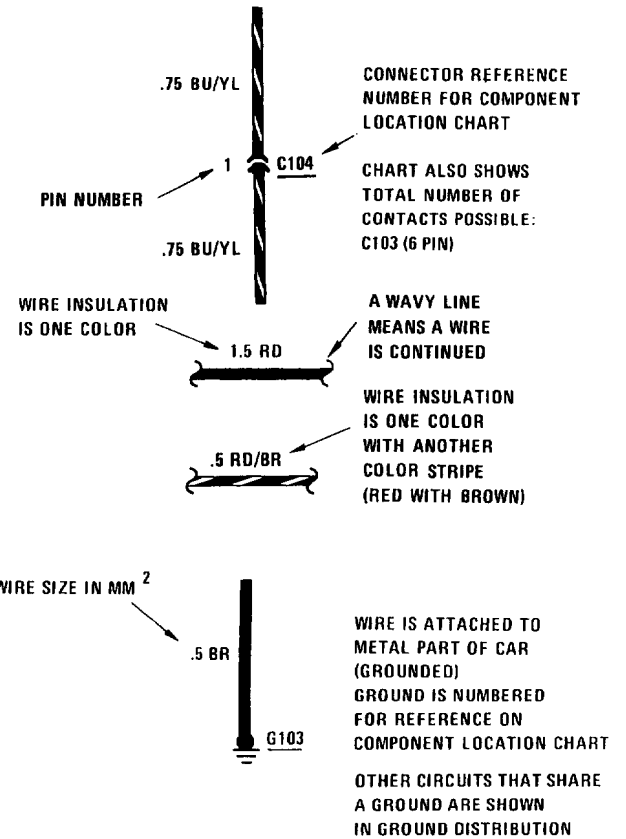 .75 BU/YL
CONNECTOR REFERENCE
NUMBER FOR COMPONENT
LOCATION CHART
1 C104
PIN NUMBER
CHART ALSO SHOWS
TOTAL NUMBER OF
CONTACTS POSSIBLE:
C103 (6 PIN)
.75 BU/YL
WIRE INSULATION
IS ONE COLOR
A WAVY LINE
MEANS A WIRE
IS CONTINUED
1.5 RD
WIRE INSULATION
IS ONE COLOR
WITH ANOTHER
COLOR STRIPE
(RED WITH BROWN)
.5 RD/BR
WIRE SIZE IN MM 2
.5 BR
G103
WIRE IS ATTACHED TO
METAL PART OF CAR
(GROUNDED)
GROUND IS NUMBERED
FOR REFERENCE ON
COMPONENT LOCATION CHART
OTHER CIRCUITS THAT SHARE
A GROUND ARE SHOWN
IN GROUND DISTRIBUTION